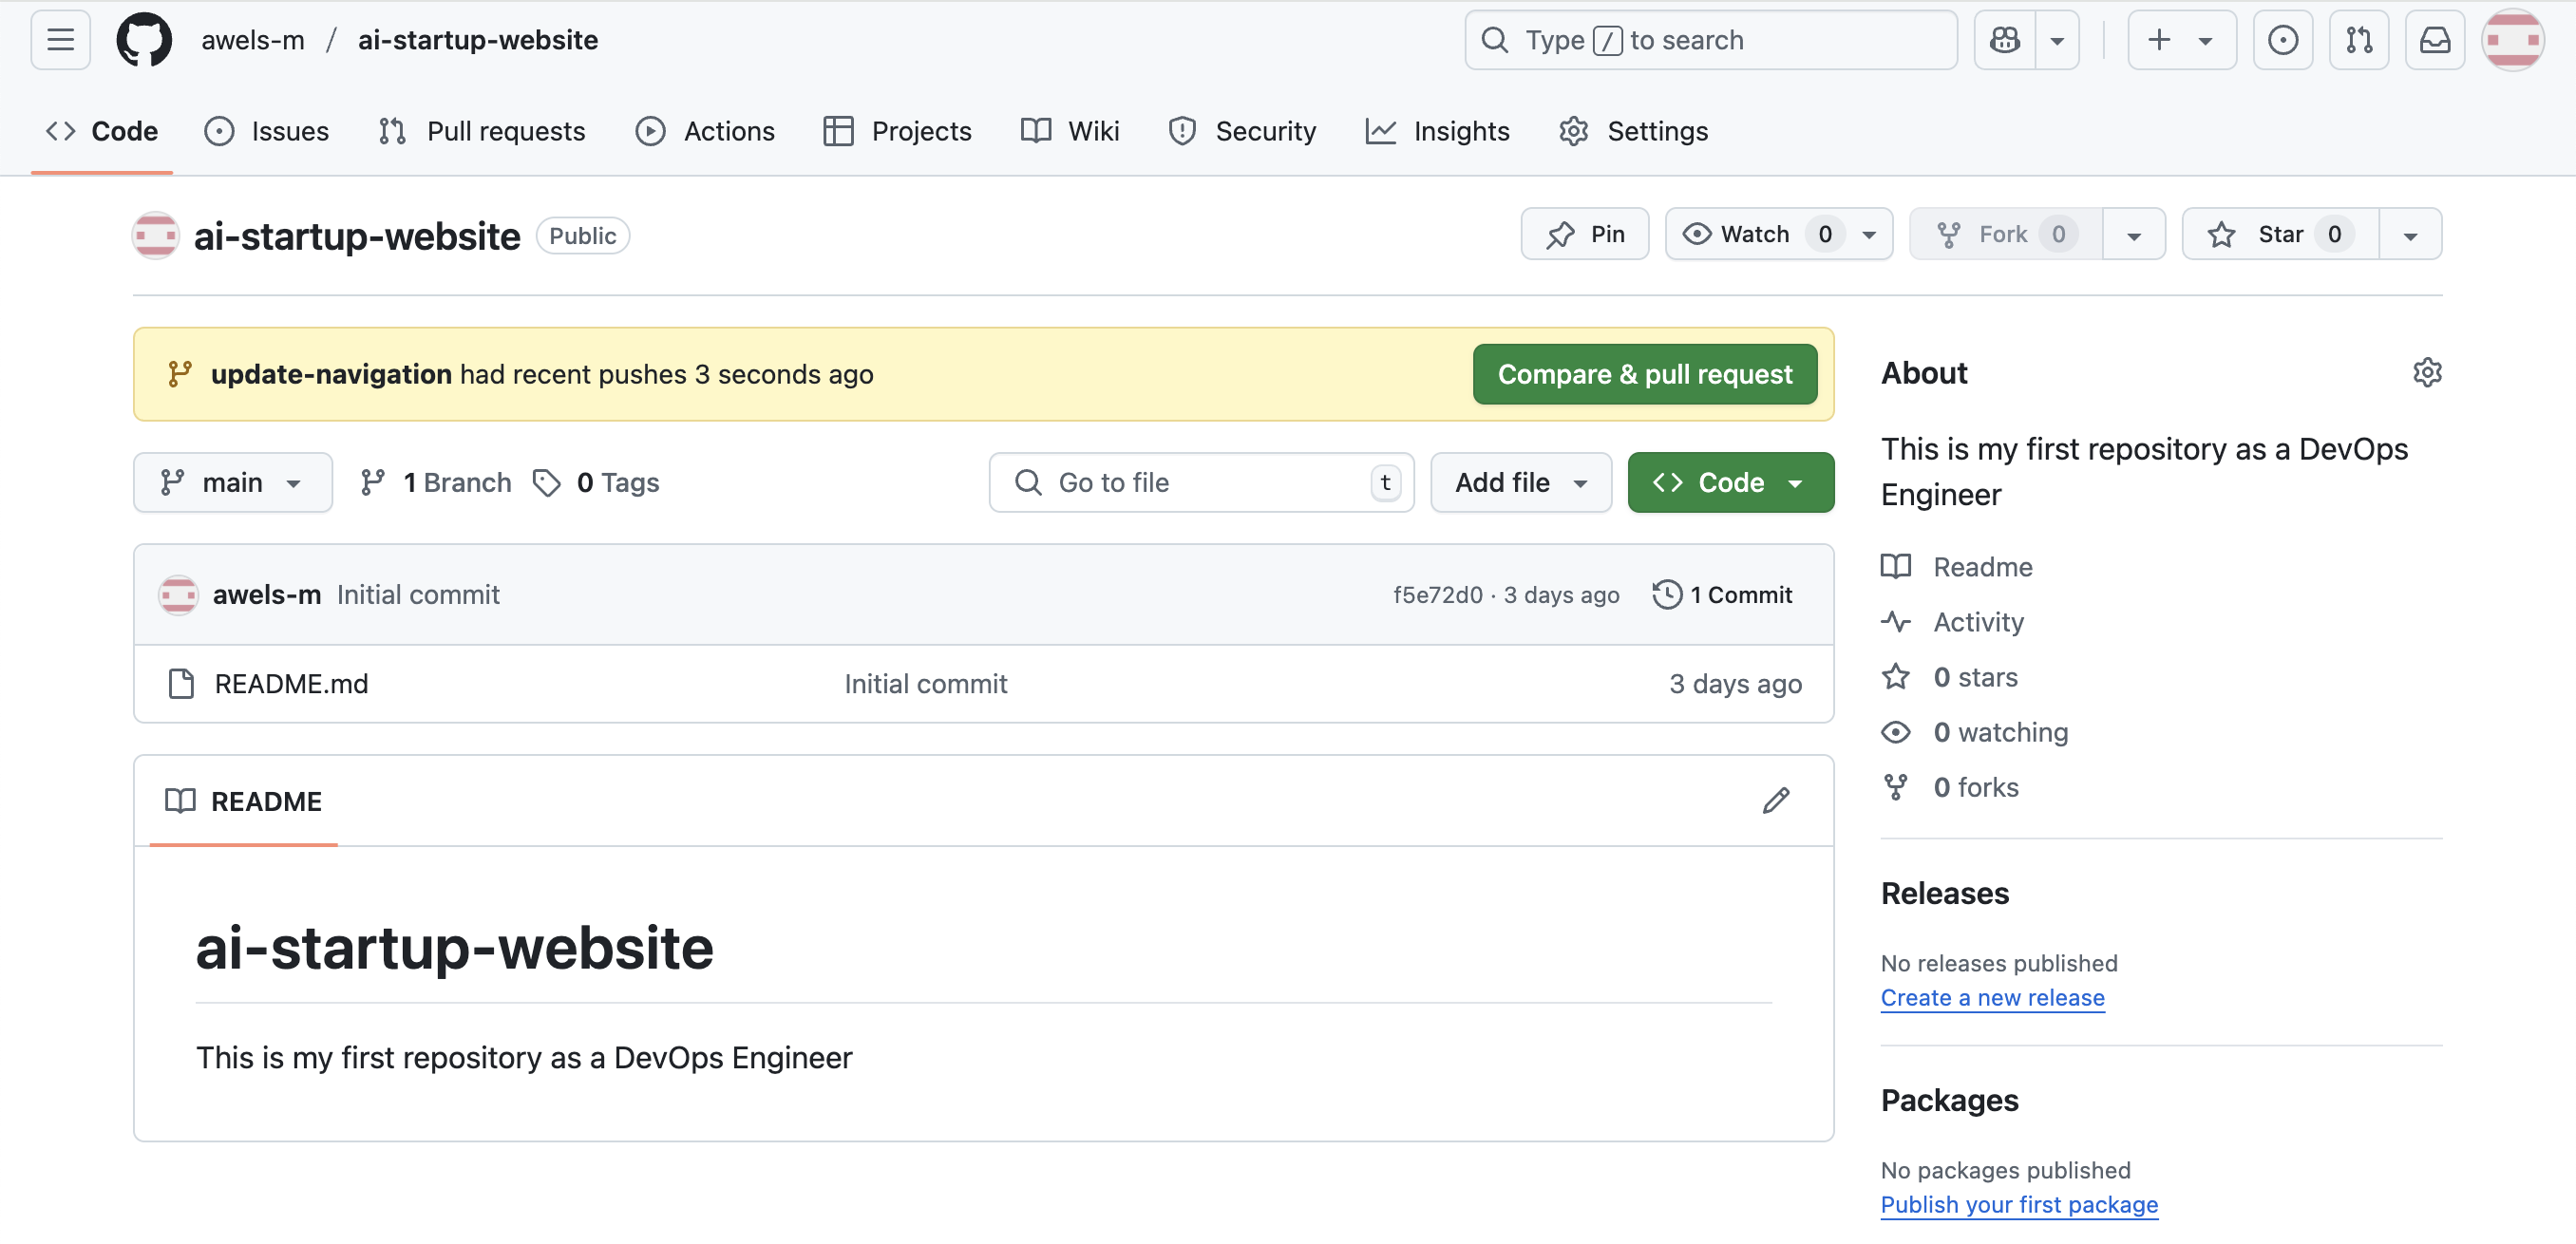 awels-m / ai-startup-website
Type / to search
Code Issues Pull requests Actions Projects Wiki Security Insights Settings
ai-startup-website Public
Pin Watch 0 Fork 0 Star 0
update-navigation had recent pushes 3 seconds ago
Compare & pull request
main 1 Branch 0 Tags
Go to file t
Add file
Code
awels-m Initial commit f5e72d0 · 3 days ago 1 Commit
README.md Initial commit 3 days ago
README
ai-startup-website
This is my first repository as a DevOps Engineer
About
This is my first repository as a DevOps
Engineer
Readme
Activity
0 stars
0 watching
0 forks
Releases
No releases published
Create a new release
Packages
No packages published
Publish your first package